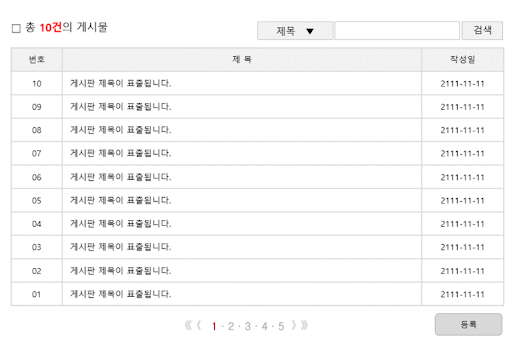 □ 총 10건의 게시물 제목 ▼ 검색
번호 제 목 작성일
10 게시판 제목이 표출됩니다. 2111-11-11
09 게시판 제목이 표출됩니다. 2111-11-11
08 게시판 제목이 표출됩니다. 2111-11-11
07 게시판 제목이 표출됩니다. 2111-11-11
06 게시판 제목이 표출됩니다. 2111-11-11
05 게시판 제목이 표출됩니다. 2111-11-11
04 게시판 제목이 표출됩니다. 2111-11-11
03 게시판 제목이 표출됩니다. 2111-11-11
02 게시판 제목이 표출됩니다. 2111-11-11
01 게시판 제목이 표출됩니다. 2111-11-11
《 〈 1 · 2 · 3 · 4 · 5 〉 》 등록